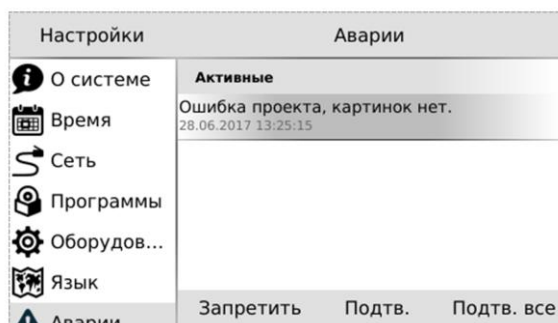 Настройки
Аварии
О системе
Время
Сеть
Программы
Оборудов...
Язык
Аварии
Активные
Ошибка проекта, картинок нет.
28.06.2017 13:25:15
Запретить Подтв. Подтв. все